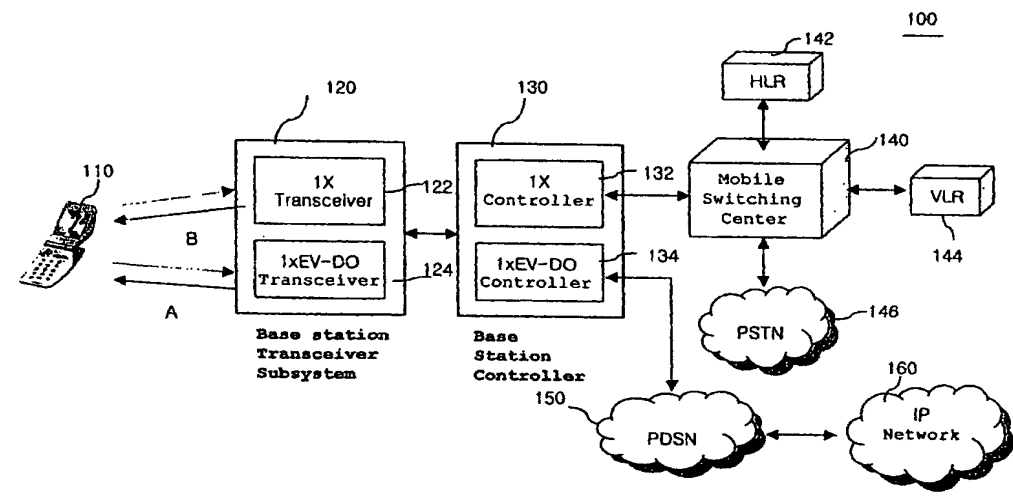 100
142
HLR
120
130
140
110
1X
Transceiver
122
1X
Controller
132
Mobile
Switching
Center
VLR
144
B
1xEV-DO
Transceiver
124
1xEV-DO
Controller
134
A
Base station
Transceiver
Subsystem
Base
Station
Controller
PSTN
146
150
PDSN
160
IP
Network